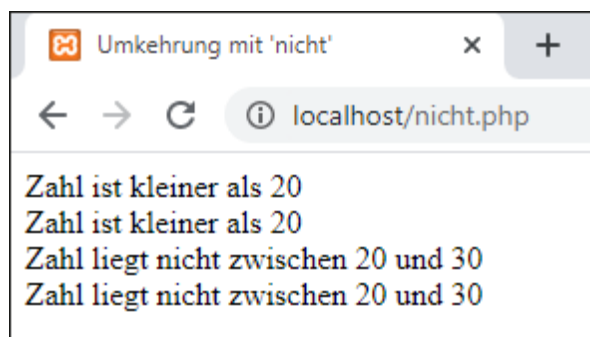 Umkehrung mit 'nicht'
localhost/nicht.php
Zahl ist kleiner als 20
Zahl ist kleiner als 20
Zahl liegt nicht zwischen 20 und 30
Zahl liegt nicht zwischen 20 und 30